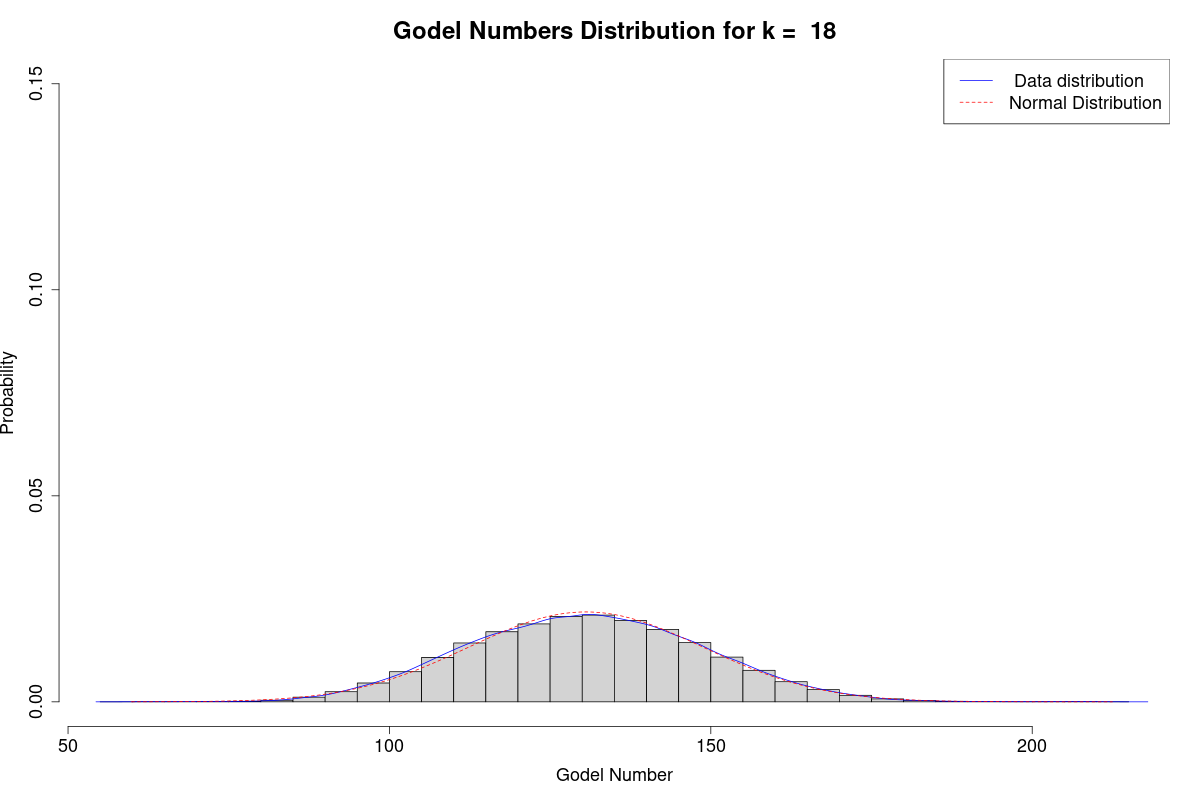 Godel Numbers Distribution for k =  18
Data distribution
Normal Distribution
0.15
0.10
0.05
0.00
Probability
50 100 150 200
Godel Number